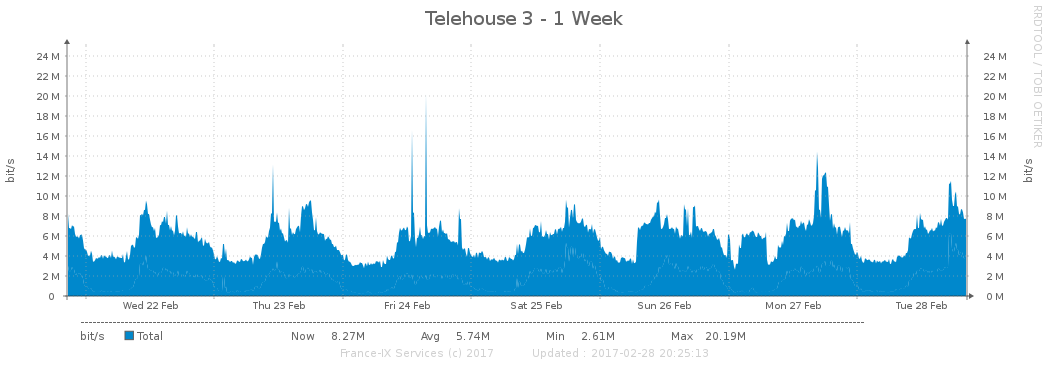 Telehouse 3 - 1 Week
RRDTOOL / TOBI OETIKER
bit/s
24 M 24 M
22 M 22 M
20 M 20 M
18 M 18 M
16 M 16 M
14 M 14 M
12 M 12 M
10 M 10 M
8 M 8 M
6 M 6 M
4 M 4 M
2 M 2 M
0 0 M
bit/s
Wed 22 Feb Thu 23 Feb Fri 24 Feb Sat 25 Feb Sun 26 Feb Mon 27 Feb Tue 28 Feb
bit/s Total Now 8.27M Avg 5.74M Min 2.61M Max 20.19M
France-IX Services (c) 2017 Updated : 2017-02-28 20:25:13